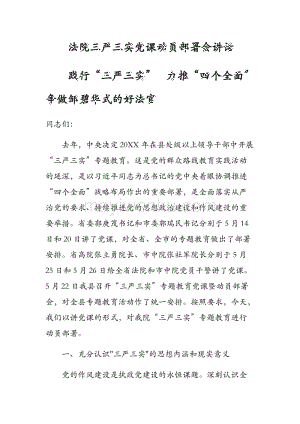 法院三严三实党课动员部署会讲话
践行“三严三实” 力推“四个全面”
争做邹碧华式的好法官
同志们：
去年，中央决定20XX年在县处级以上领导干部中开展
“三严三实”专题教育。这是党的群众路线教育实践活动
的延深，是以习近平同志为总书记的党中央着眼协调推进
“四个全面”战略布局作出的重要部署，是全面落实从严
治党的要求、持续推进党的思想政治建设和作风建设的重
要举措。省委郭庚茂书记和市委郭瑞民书记分别于5月14
日和20日讲了党课，对全省、全市的专题教育做出了部署
安排。省高院张立勇院长、市中院张社军院长分别于5月
25日和5月26日给全省法院和市中院党员干警讲了党课。
5月22日我县召开“三严三实”专题教育党课暨动员部署
会，对全县专题教育活动作了统一安排。按照要求，今天，
我们以讲党课的形式，对我院“三严三实”专题教育进行
动员部署。
一、充分认识"三严三实"的思想内涵和现实意义
党的作风建设是执政党建设的永恒课题。深刻认识全